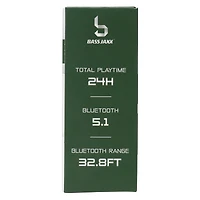 BASS JAXX
TOTAL PLAYTIME
24H
BLUETOOTH
5.1
BLUETOOTH RANGE
32.8FT